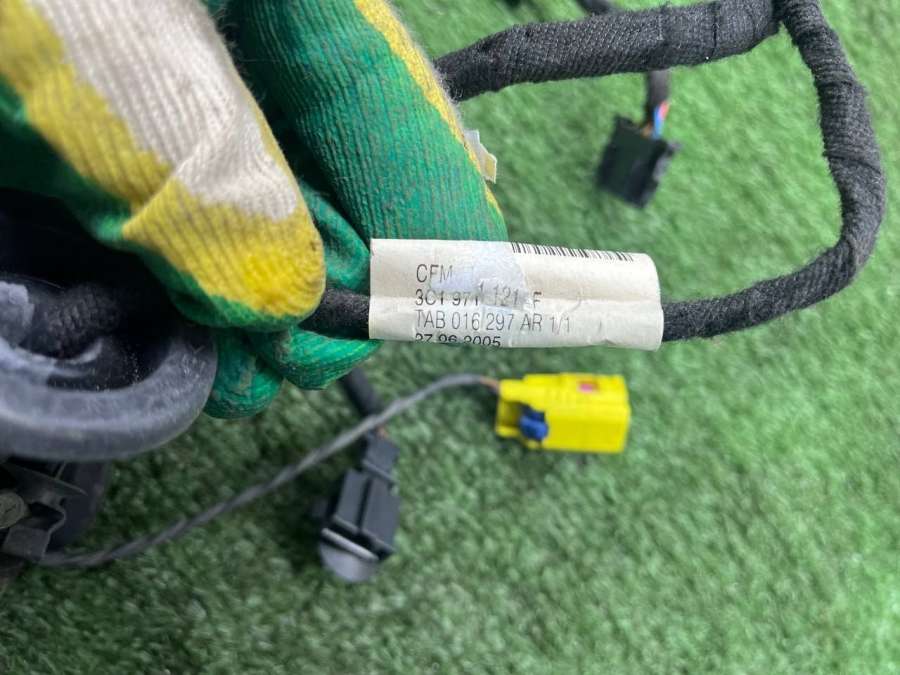 CFM
3C1 971 121 F
TAB 016 297 AR 1/1
27.06.2005